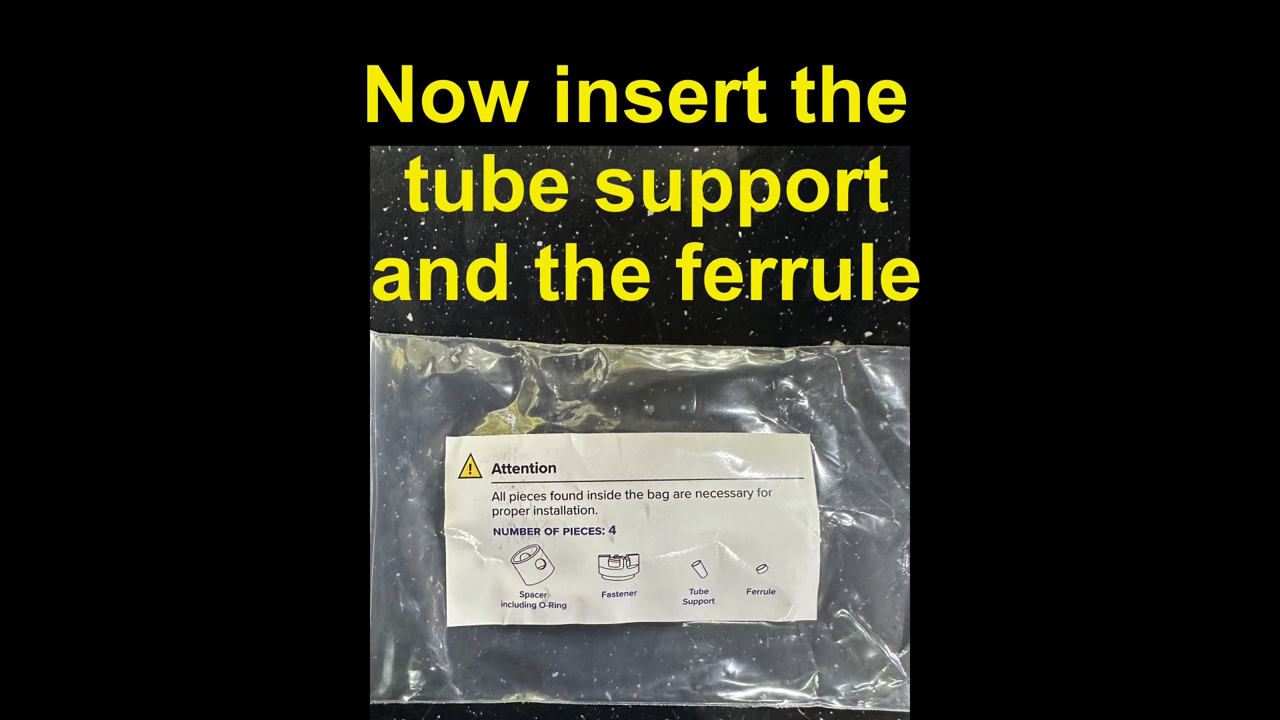 Now insert the
tube support
and the ferrule
Attention
All pieces found inside the bag are necessary for
proper installation.
NUMBER OF PIECES: 4
Spacer
including O-Ring
Fastener
Tube
Support
Ferrule